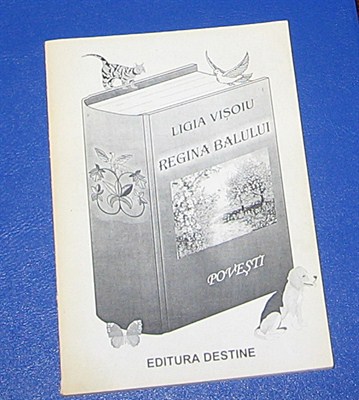 LIGIA VIȘOIU
REGINA BALULUI
POVEȘTI
EDITURA DESTINE